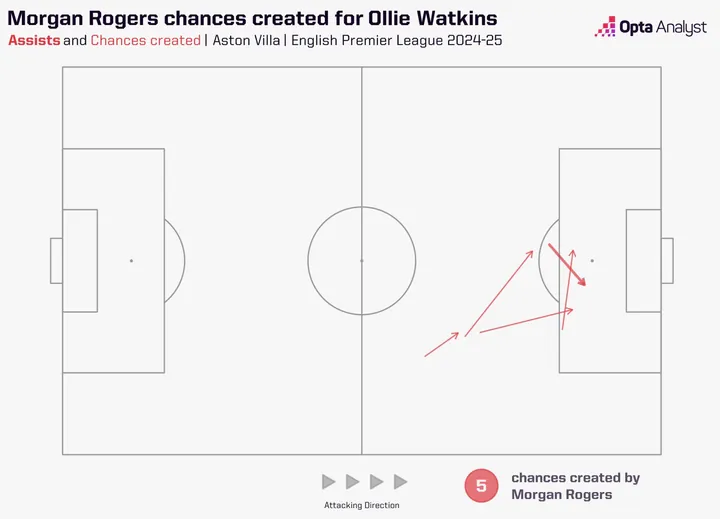 Morgan Rogers chances created for Ollie Watkins
Assists and Chances created | Aston Villa | English Premier League 2024-25
Opta Analyst
Attacking Direction
5
chances created by
Morgan Rogers